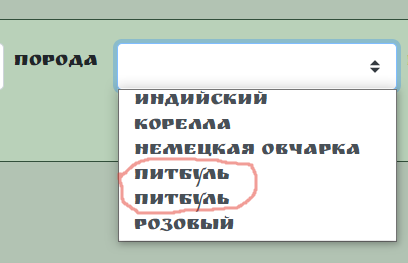 ПОРОДА
ИНДИЙСКИЙ
КОРЕЛЛА
НЕМЕЦКАЯ ОВЧАРКА
ПИТБУЛЬ
ПИТБУЛЬ
РОЗОВЫЙ